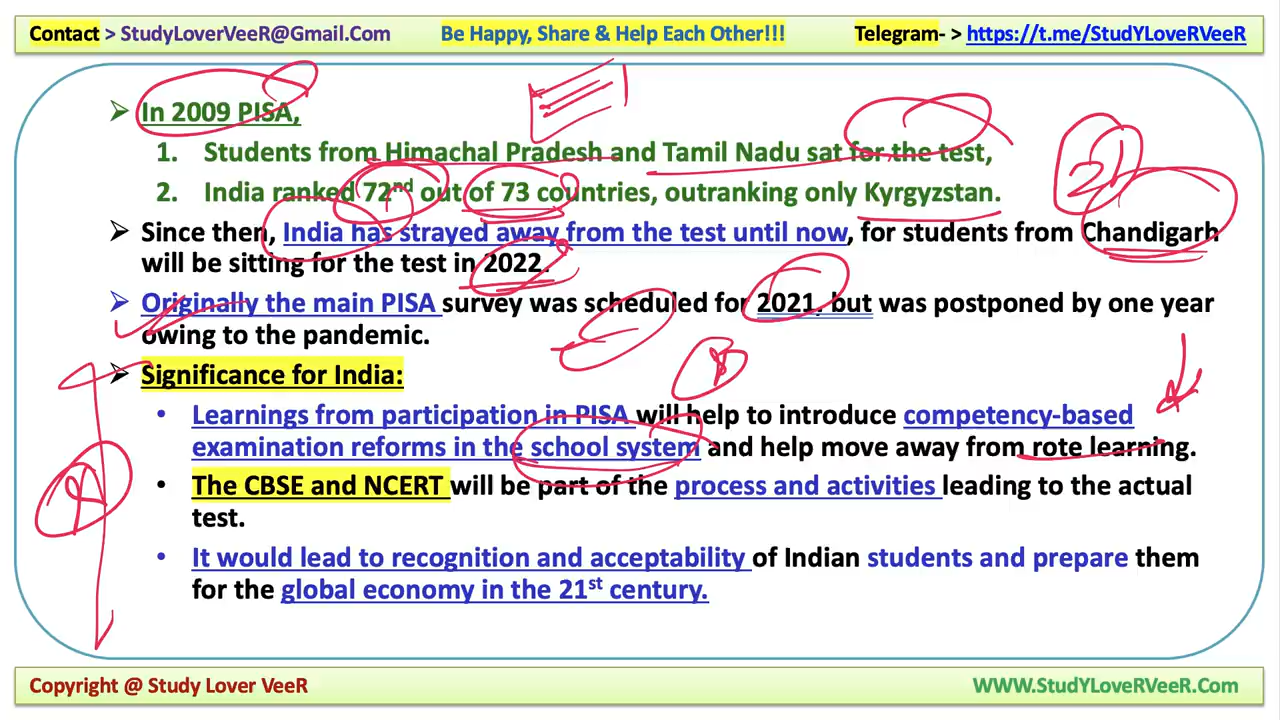 Contact > StudyLoverVeeR@Gmail.Com Be Happy, Share & Help Each Other!!! Telegram- > https://t.me/StudYLoveRVeeR
➢ In 2009 PISA,
1. Students from Himachal Pradesh and Tamil Nadu sat for the test,
2. India ranked 72nd out of 73 countries, outranking only Kyrgyzstan.
➢ Since then, India has strayed away from the test until now, for students from Chandigarh
will be sitting for the test in 2022.
➢ Originally the main PISA survey was scheduled for 2021, but was postponed by one year
owing to the pandemic.
➢ Significance for India:
• Learnings from participation in PISA will help to introduce competency-based
examination reforms in the school system and help move away from rote learning.
• The CBSE and NCERT will be part of the process and activities leading to the actual
test.
• It would lead to recognition and acceptability of Indian students and prepare them
for the global economy in the 21st century.
Copyright @ Study Lover VeeR WWW.StudYLoveRVeeR.Com